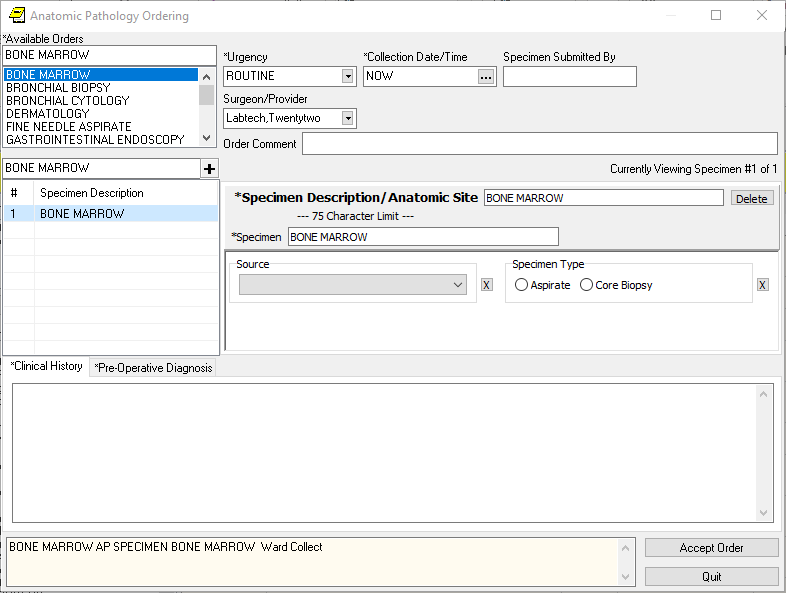 Anatomic Pathology Ordering
*Available Orders
BONE MARROW
BONE MARROW
BRONCHIAL BIOPSY
BRONCHIAL CYTOLOGY
DERMATOLOGY
FINE NEEDLE ASPIRATE
GASTROINTESTINAL ENDOSCOPY
*Urgency
ROUTINE
*Collection Date/Time
NOW
...
Specimen Submitted By
Surgeon/Provider
Labtech,Twentytwo
Order Comment
BONE MARROW
+
Currently Viewing Specimen #1 of 1
# Specimen Description
1 BONE MARROW
*Specimen Description/Anatomic Site BONE MARROW Delete
--- 75 Character Limit ---
*Specimen BONE MARROW
Source
X
Specimen Type
Aspirate Core Biopsy
X
*Clinical History *Pre-Operative Diagnosis
BONE MARROW AP SPECIMEN BONE MARROW  Ward Collect
Accept Order
Quit